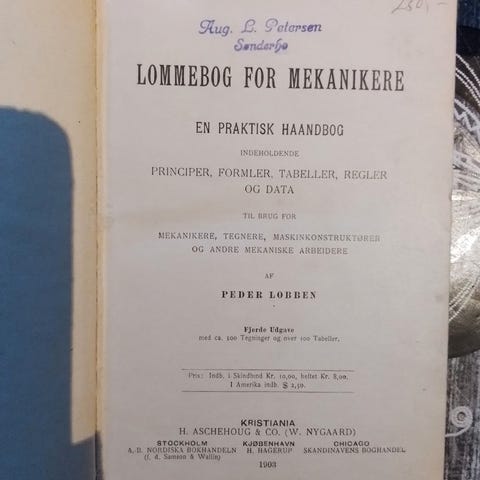 250,-
Aug. L. Petersen
Sønderho
LOMMEBOG FOR MEKANIKERE
EN PRAKTISK HAANDBOG
INDEHOLDENDE
PRINCIPER, FORMLER, TABELLER, REGLER
OG DATA
TIL BRUG FOR
MEKANIKERE, TEGNERE, MASKINKONSTRUKTØRER
OG ANDRE MEKANISKE ARBEIDERE
AF
PEDER LOBBEN
Fjerde Udgave
med ca. 300 Tegninger og over 100 Tabeller.
Pris: Indb. i Skindbind Kr. 10,00, heftet Kr. 8,00.
I Amerika indb. $ 2,50.
KRISTIANIA
H. ASCHEHOUG & CO. (W. NYGAARD)
STOCKHOLM KJØBENHAVN CHICAGO
A.-B. NORDISKA BOKHANDELN H. HAGERUP SKANDINAVENS BOGHANDEL
(f. d. Samson & Wallin)
1903